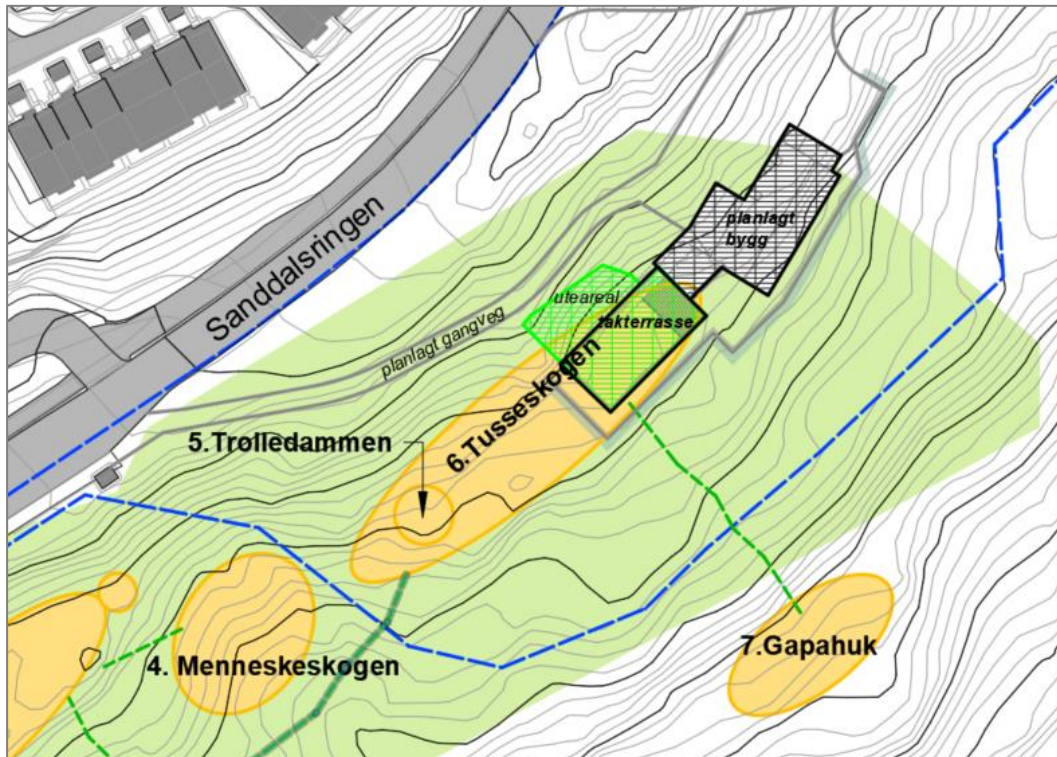 Sanddalsringen
planlagt
bygg
uteareal
takterrasse
planlagt gangveg
6.Tusseskogen
5.Trolledammen
4. Menneskeskogen
7.Gapahuk